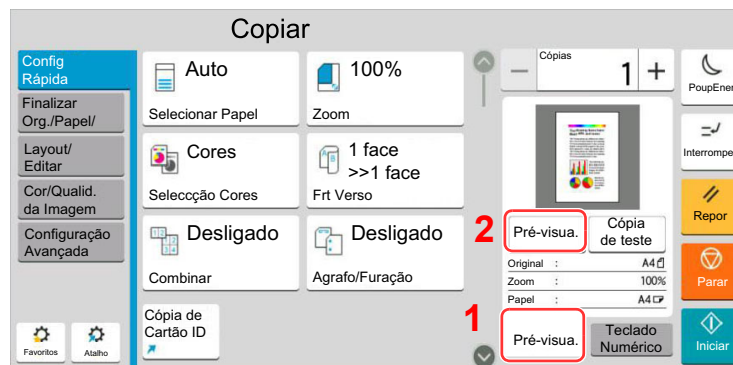 Copiar
Config
Rápida
Finalizar
Org./Papel/
Layout/
Editar
Cor/Qualid.
da Imagem
Configuração
Avançada
Favoritos
Atalho
Auto
Selecionar Papel
100%
Zoom
Cores
Selecção Cores
1 face
>>1 face
Frt Verso
Desligado
Combinar
Desligado
Agrafo/Furação
Cópia de
Cartão ID
Cópias
1
2
Pré-visua.
Cópia
de teste
Original : A4
Zoom : 100%
Papel : A4
1
Pré-visua.
Teclado
Numérico
PoupEner
Interrompe
Repor
Parar
Iniciar